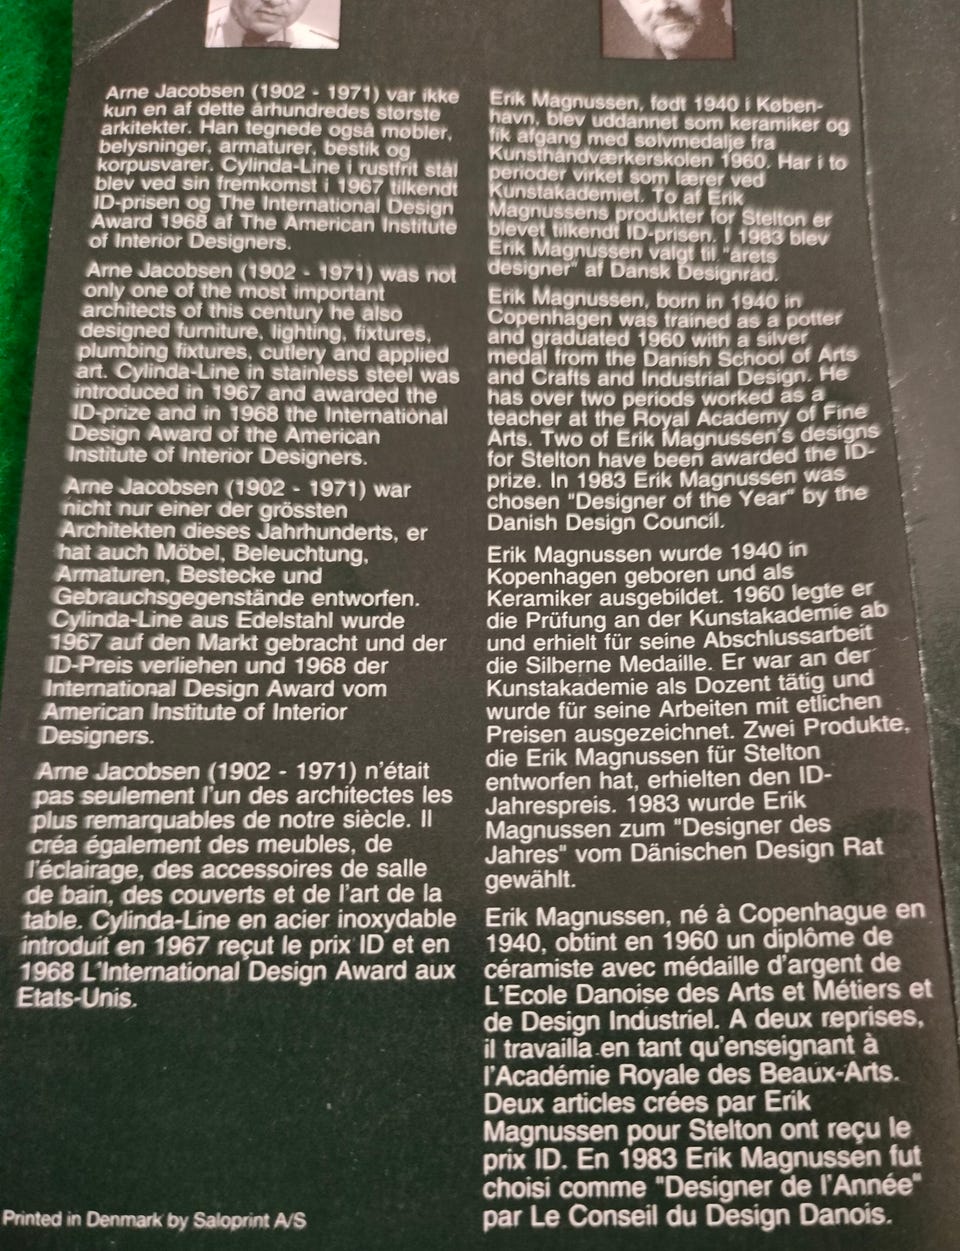 Arne Jacobsen (1902 - 1971) var ikke
kun en af dette århundredes største
arkitekter. Han tegnede også møbler,
belysninger, armaturer, bestik og
korpusvarer. Cylinda-Line i rustfrit stål
blev ved sin fremkomst i 1967 tilkendt
ID-prisen og The International Design
Award 1968 af The American Institute
of Interior Designers.
Arne Jacobsen (1902 - 1971) was not
only one of the most important
architects of this century he also
designed furniture, lighting, fixtures,
plumbing fixtures, cutlery and applied
art. Cylinda-Line in stainless steel was
introduced in 1967 and awarded the
ID-prize and in 1968 the International
Design Award of the American
Institute of Interior Designers.
Arne Jacobsen (1902 - 1971) war
nicht nur einer der grössten
Architekten dieses Jahrhunderts, er
hat auch Möbel, Beleuchtung,
Armaturen, Bestecke und
Gebrauchsgegenstände entworfen.
Cylinda-Line aus Edelstahl wurde
1967 auf den Markt gebracht und der
ID-Preis verliehen und 1968 der
International Design Award vom
American Institute of Interior
Designers.
Arne Jacobsen (1902 - 1971) n'était
pas seulement l'un des architectes les
plus remarquables de notre siècle. Il
créa également des meubles, de
l'éclairage, des accessoires de salle
de bain, des couverts et de l'art de la
table. Cylinda-Line en acier inoxydable
introduit en 1967 reçut le prix ID et en
1968 L'International Design Award aux
Etats-Unis.
Printed in Denmark by Saloprint A/S
Erik Magnussen, født 1940 i Køben-
havn, blev uddannet som keramiker og
fik afgang med sølvmedalje fra
Kunsthåndværkerskolen 1960. Har i to
perioder virket som lærer ved
Kunstakademiet. To af Erik
Magnussens produkter for Stelton er
blevet tilkendt ID-prisen. I 1983 blev
Erik Magnussen valgt til "årets
designer" af Dansk Designråd.
Erik Magnussen, born in 1940 in
Copenhagen was trained as a potter
and graduated 1960 with a silver
medal from the Danish School of Arts
and Crafts and Industrial Design. He
has over two periods worked as a
teacher at the Royal Academy of Fine
Arts. Two of Erik Magnussen's designs
for Stelton have been awarded the ID-
prize. In 1983 Erik Magnussen was
chosen "Designer of the Year" by the
Danish Design Council.
Erik Magnussen wurde 1940 in
Kopenhagen geboren und als
Keramiker ausgebildet. 1960 legte er
die Prüfung an der Kunstakademie ab
und erhielt für seine Abschlussarbeit
die Silberne Medaille. Er war an der
Kunstakademie als Dozent tätig und
wurde für seine Arbeiten mit etlichen
Preisen ausgezeichnet. Zwei Produkte,
die Erik Magnussen für Stelton
entworfen hat, erhielten den ID-
Jahrespreis. 1983 wurde Erik
Magnussen zum "Designer des
Jahres" vom Dänischen Design Rat
gewählt.
Erik Magnussen, né à Copenhague en
1940, obtint en 1960 un diplôme de
céramiste avec médaille d'argent de
L'Ecole Danoise des Arts et Métiers et
de Design Industriel. A deux reprises,
il travailla en tant qu'enseignant à
l'Académie Royale des Beaux-Arts.
Deux articles crées par Erik
Magnussen pour Stelton ont reçu le
prix ID. En 1983 Erik Magnussen fut
choisi comme "Designer de l'Année"
par Le Conseil du Design Danois.